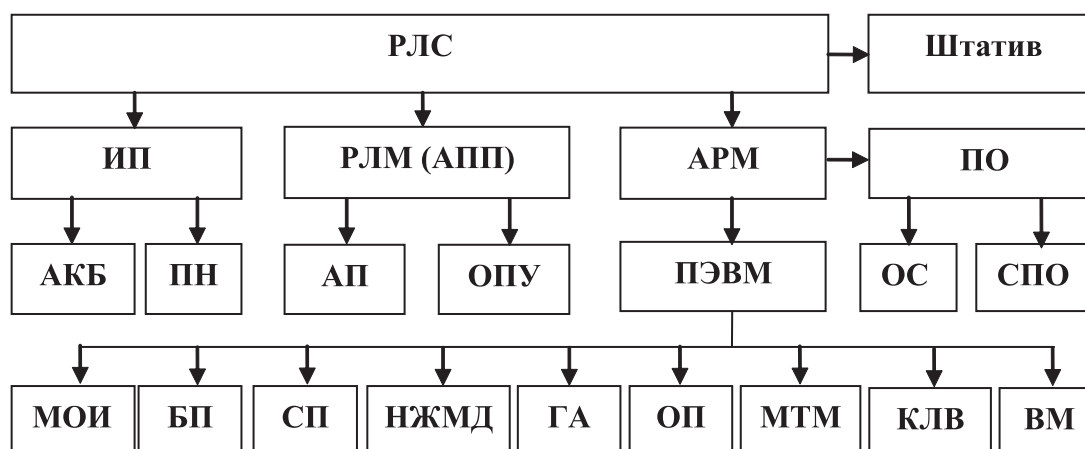 РЛС
Штатив
ИП
РЛМ (АПП)
АРМ
ПО
АКБ
ПН
АП
ОПУ
ПЭВМ
ОС
СПО
МОИ
БП
СП
НЖМД
ГА
ОП
МТМ
КЛВ
ВМ